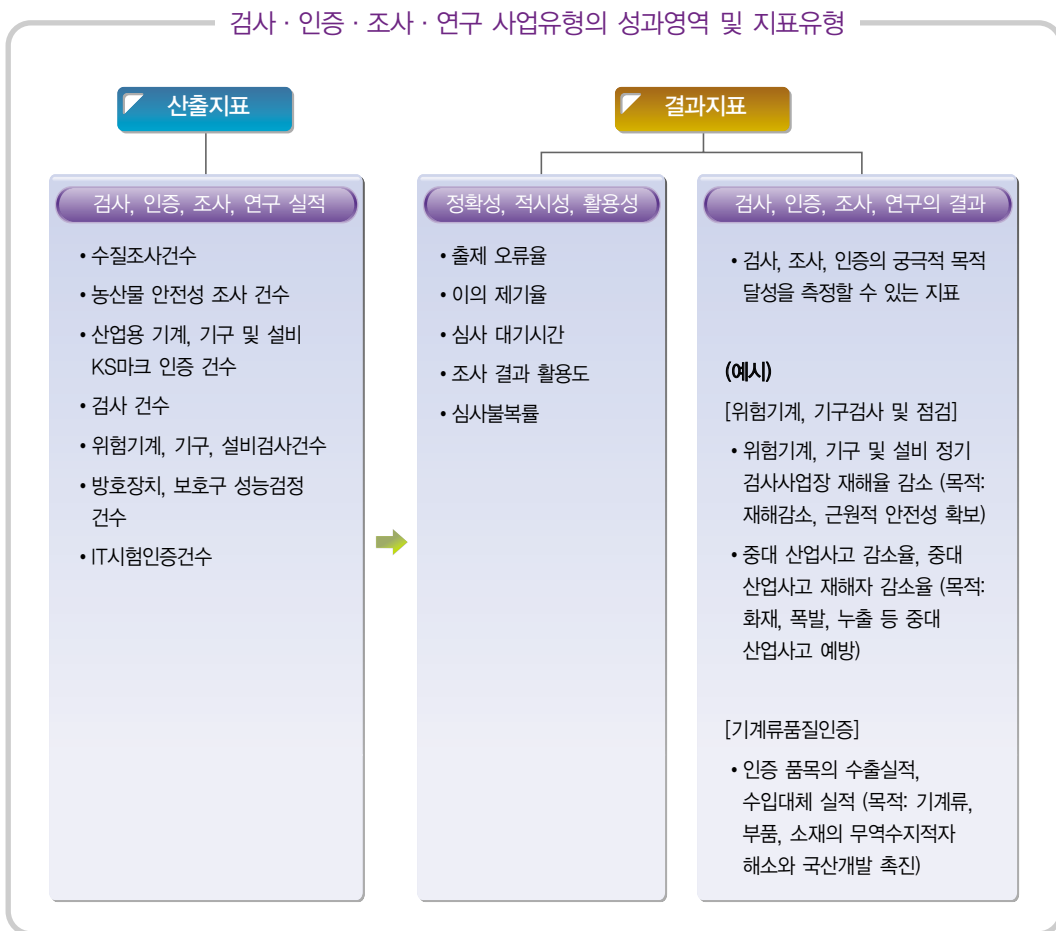 검사 · 인증 · 조사 · 연구 사업유형의 성과영역 및 지표유형
산출지표
결과지표
검사, 인증, 조사, 연구 실적
• 수질조사건수
• 농산물 안전성 조사 건수
• 산업용 기계, 기구 및 설비
KS마크 인증 건수
• 검사 건수
• 위험기계, 기구, 설비검사건수
• 방호장치, 보호구 성능검정
건수
• IT시험인증건수
정확성, 적시성, 활용성
• 출제 오류율
• 이의 제기율
• 심사 대기시간
• 조사 결과 활용도
• 심사불복률
검사, 인증, 조사, 연구의 결과
• 검사, 조사, 인증의 궁극적 목적
달성을 측정할 수 있는 지표
(예시)
[위험기계, 기구검사 및 점검]
• 위험기계, 기구 및 설비 정기
검사사업장 재해율 감소 (목적:
재해감소, 근원적 안전성 확보)
• 중대 산업사고 감소율, 중대
산업사고 재해자 감소율 (목적:
화재, 폭발, 누출 등 중대
산업사고 예방)
[기계류품질인증]
• 인증 품목의 수출실적,
수입대체 실적 (목적: 기계류,
부품, 소재의 무역수지적자
해소와 국산개발 촉진)